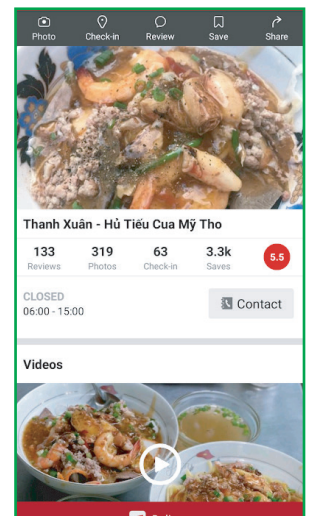 Photo Check-in Review Save Share
Thanh Xuân - Hủ Tiếu Cua Mỹ Tho
133 319 63 3.3k 5.5
Reviews Photos Check-in Saves
CLOSED
06:00 - 15:00
Contact
Videos